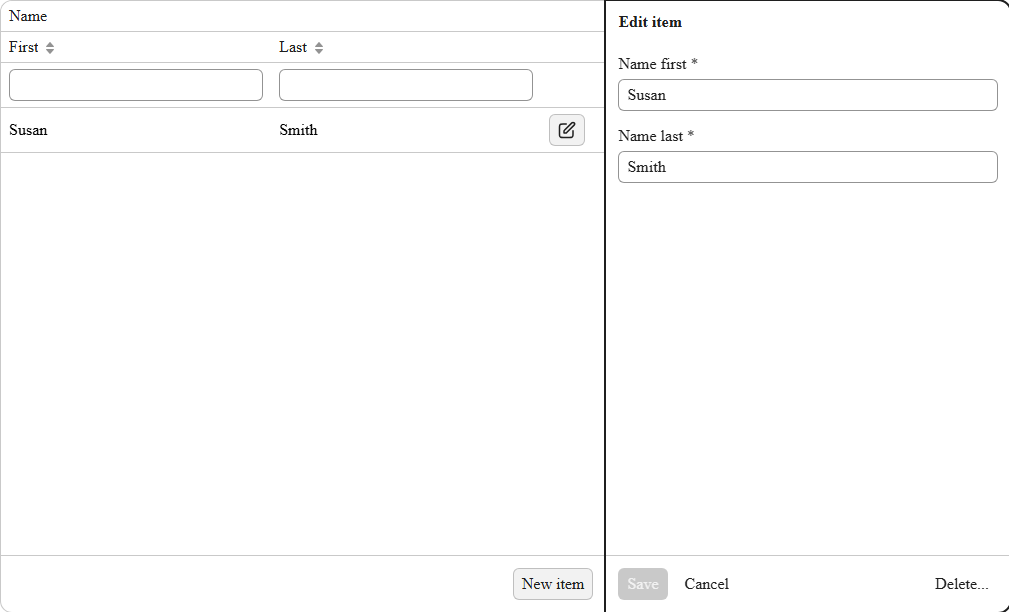 Name
First
Last
Susan
Smith
New item
Edit item
Name first *
Susan
Name last *
Smith
Save
Cancel
Delete...